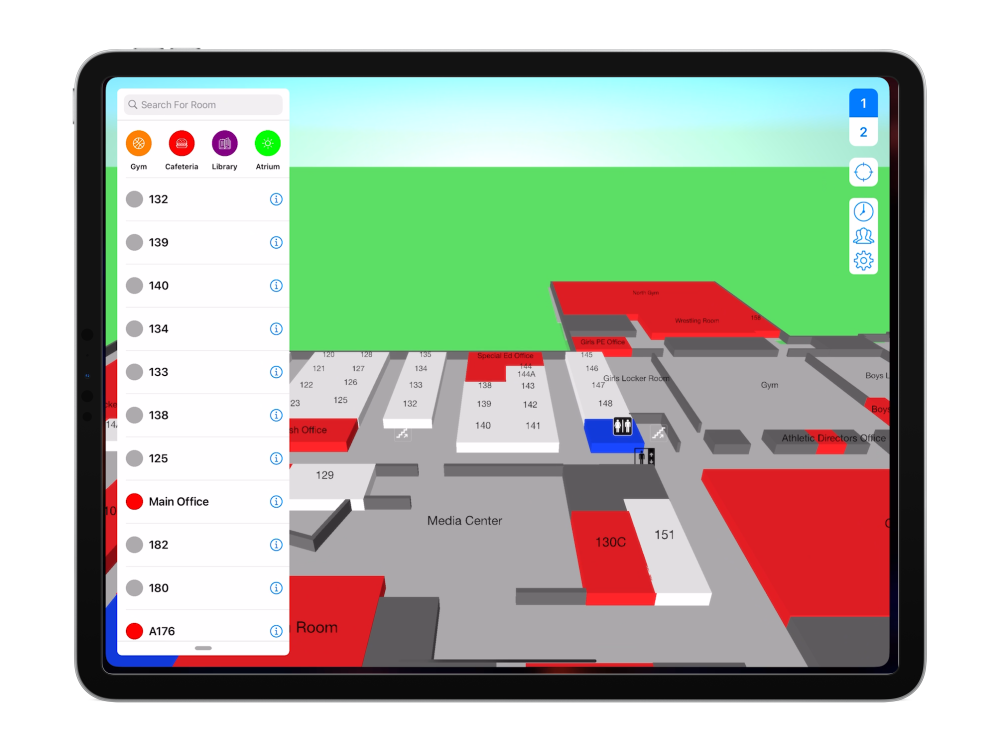 Search For Room
Gym
Cafeteria
Library
Atrium
132
139
140
134
133
138
125
Main Office
182
180
A176
1
2
North Gym
Wrestling Room
158
Girls PE Office
120
128
135
Special Ed Office
145
121
127
134
144
146
Girls Locker Room
144A
122
126
133
138
143
147
Gym
Boys L
23
125
132
139
142
148
Boys
sh Office
140
141
Athletic Directors Office
129
10
Media Center
130C
151
Room